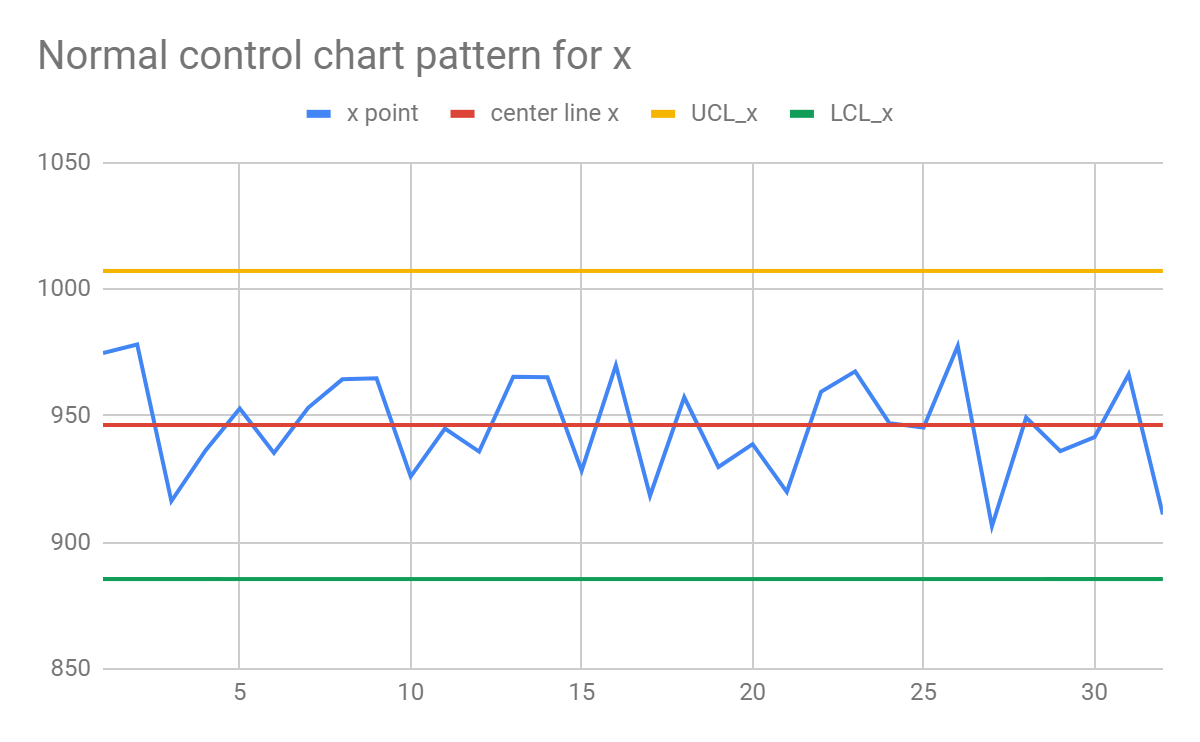 Normal control chart pattern for x
x point center line x UCL_x LCL_x
1050
1000
950
900
850
5 10 15 20 25 30